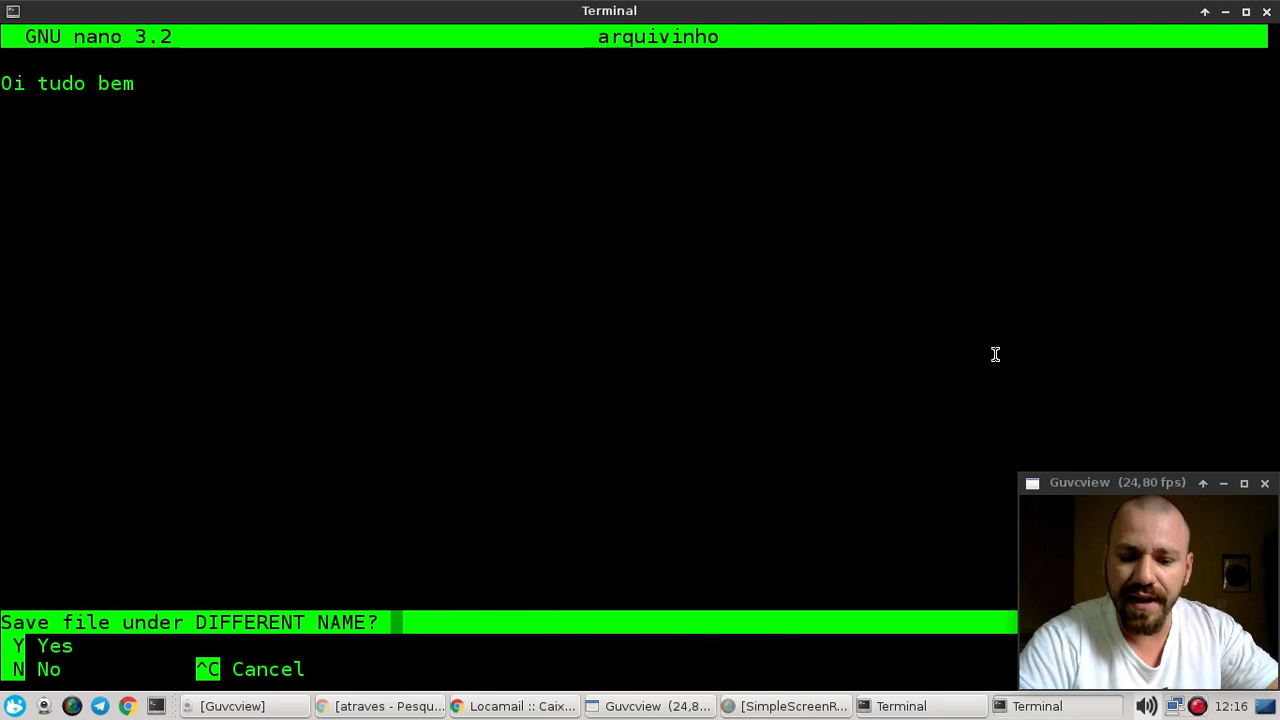 Terminal
GNU nano 3.2
arquivinho
Oi tudo bem
Guvcview (24,80 fps)
Save file under DIFFERENT NAME?
Y Yes
N No
^C Cancel
[Guvcview]
[atraves - Pesqu...
Locamail :: Caix...
Guvcview (24,8...
[SimpleScreenR...
Terminal
Terminal
12:16